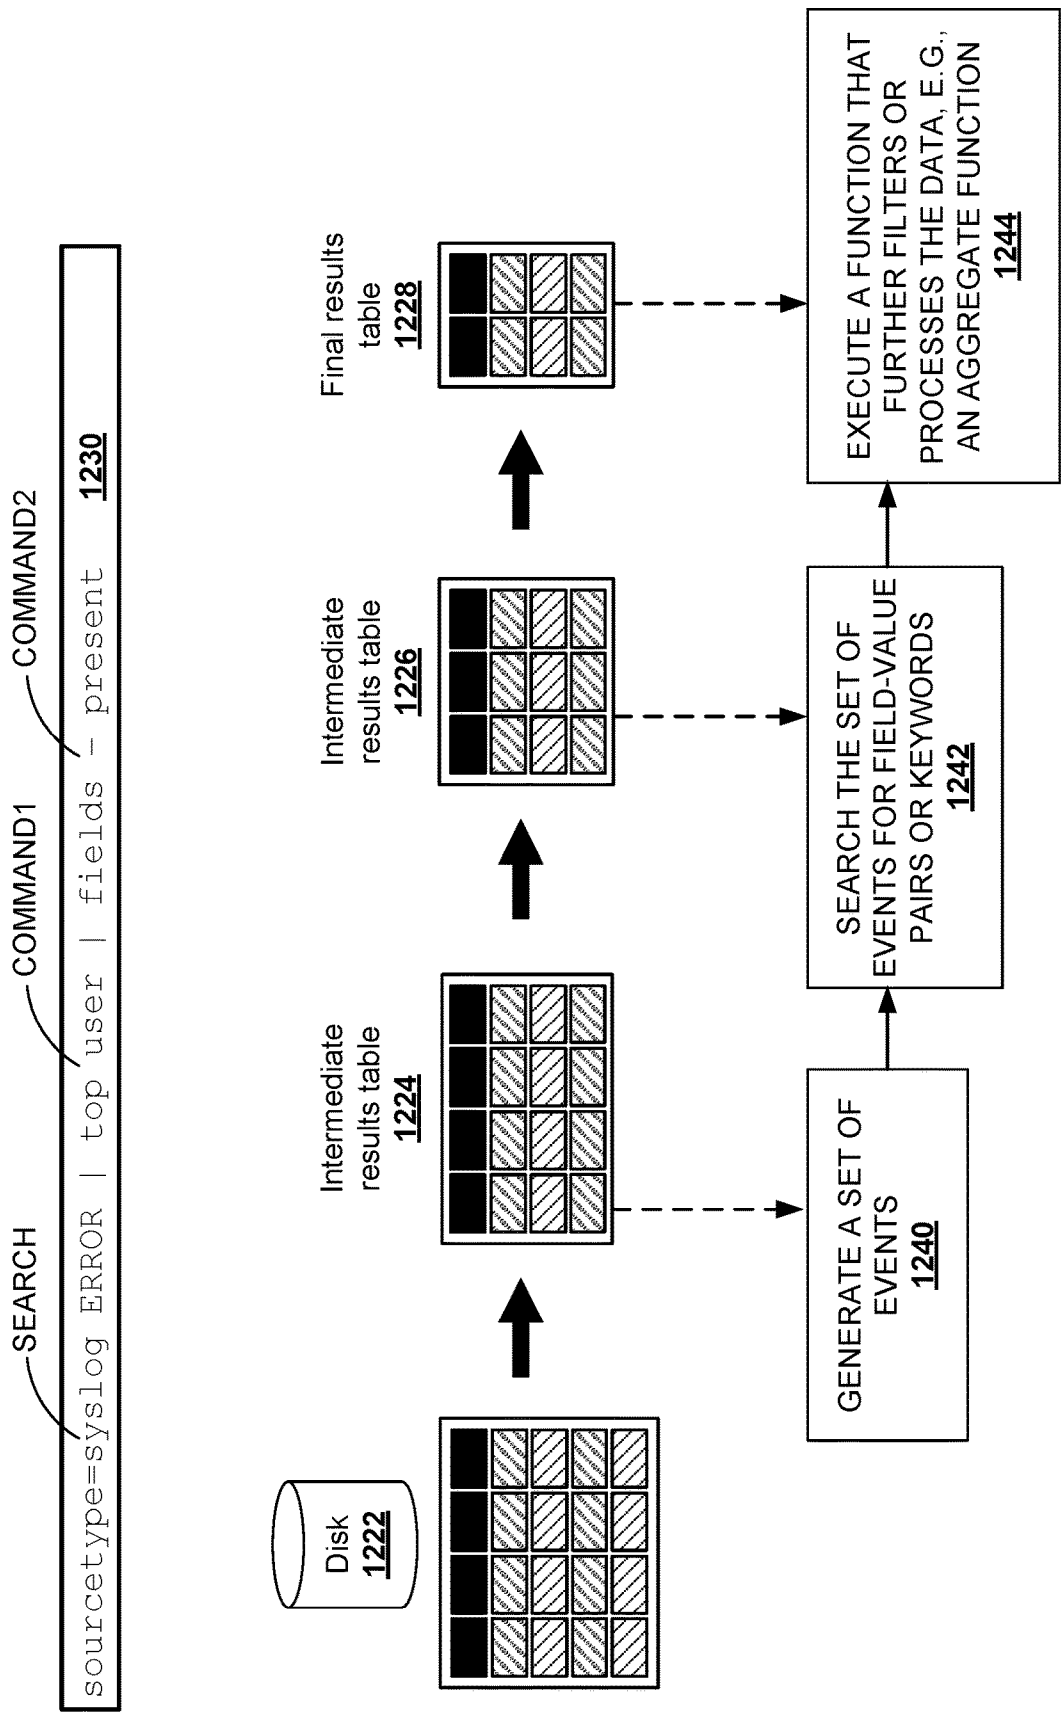 SEARCH
COMMAND1
COMMAND2
sourcetype=syslog ERROR | top user | fields – present 1230
Disk
1222
Intermediate
results table
1224
Intermediate
results table
1226
Final results
table
1228
GENERATE A SET OF
EVENTS
1240
SEARCH THE SET OF
EVENTS FOR FIELD-VALUE
PAIRS OR KEYWORDS
1242
EXECUTE A FUNCTION THAT
FURTHER FILTERS OR
PROCESSES THE DATA, E.G.,
AN AGGREGATE FUNCTION
1244